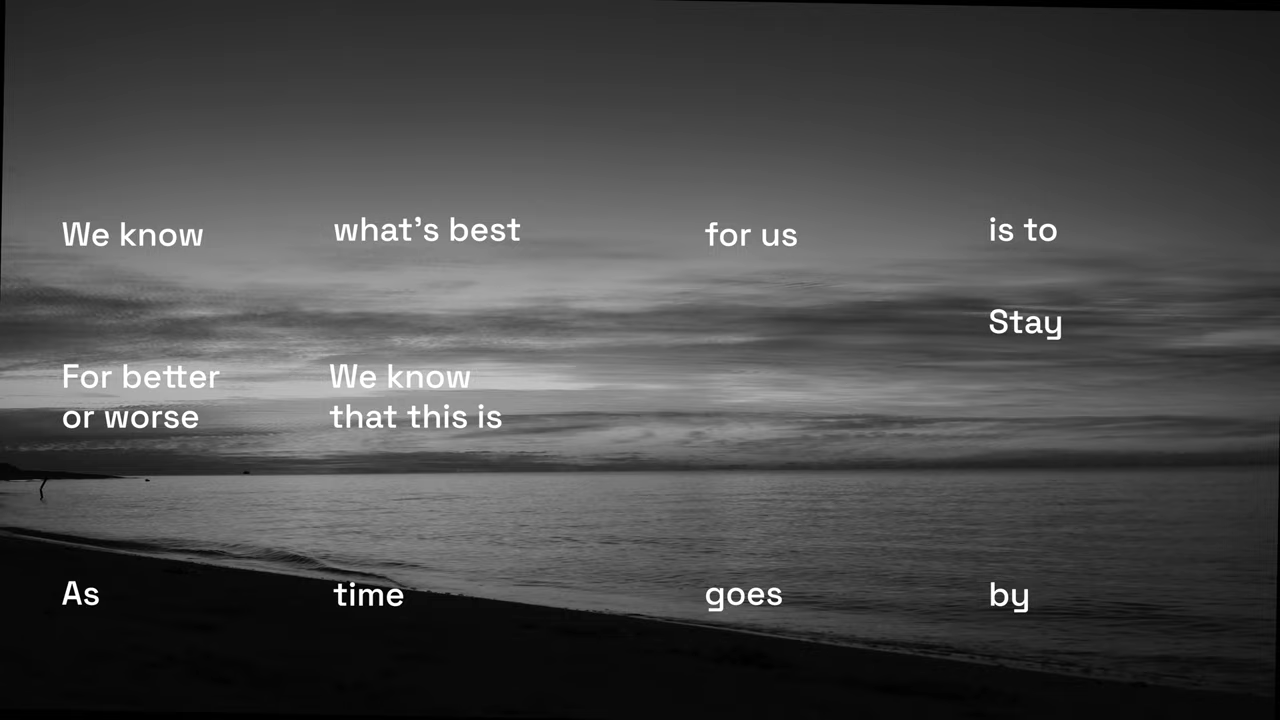 We know what's best for us is to
Stay
For better We know
or worse that this is
As time goes by